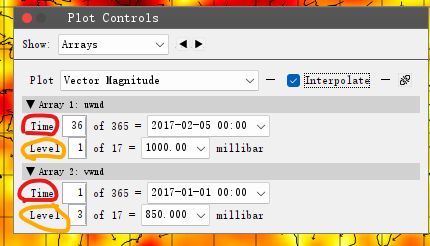 Plot Controls
Show: Arrays
Plot Vector Magnitude — Interpolate —
▼ Array 1: uwnd
Time 36 of 365 = 2017-02-05 00:00
Level 1 of 17 = 1000.00 millibar
▼ Array 2: vwnd
Time 1 of 365 = 2017-01-01 00:00
Level 3 of 17 = 850.000 millibar